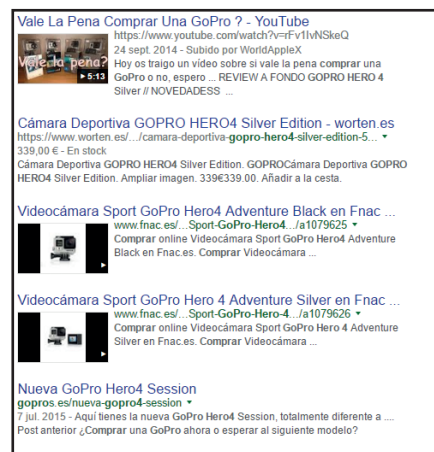 Vale La Pena Comprar Una GoPro ? - YouTube
https://www.youtube.com/watch?v=rFv1IvNSkeQ
24 sept. 2014 - Subido por WorldAppleX
Hoy os traigo un vídeo sobre si vale la pena comprar una
GoPro o no, espero ... REVIEW A FONDO GOPRO HERO 4
Silver // NOVEDADESS ...
Vale la pena?
5:13
Cámara Deportiva GOPRO HERO4 Silver Edition - worten.es
https://www.worten.es/.../camara-deportiva-gopro-hero4-silver-edition-5...
339,00 € - En stock
Cámara Deportiva GOPRO HERO4 Silver Edition. GOPROCámara Deportiva GOPRO
HERO4 Silver Edition. Ampliar imagen. 339€339.00. Añadir a la cesta.
Videocámara Sport GoPro Hero4 Adventure Black en Fnac ...
www.fnac.es/...Sport-GoPro-Hero4.../a1079625
Comprar online Videocámara Sport GoPro Hero4 Adventure
Black en Fnac.es. Comprar Videocámara ...
Videocámara Sport GoPro Hero 4 Adventure Silver en Fnac ...
www.fnac.es/...Sport-GoPro-Hero-4.../a1079626
Comprar online Videocámara Sport GoPro Hero 4 Adventure
Silver en Fnac.es. Comprar Videocámara ...
Nueva GoPro Hero4 Session
gopros.es/nueva-gopro4-session
7 jul. 2015 - Aquí tienes la nueva GoPro Hero4 Session, totalmente diferente a ....
Post anterior ¿Comprar una GoPro ahora o esperar al siguiente modelo?